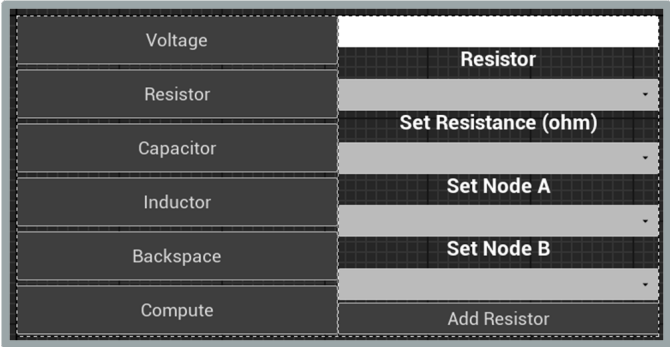 Voltage
Resistor
Capacitor
Inductor
Backspace
Compute
Resistor
Set Resistance (ohm)
Set Node A
Set Node B
Add Resistor